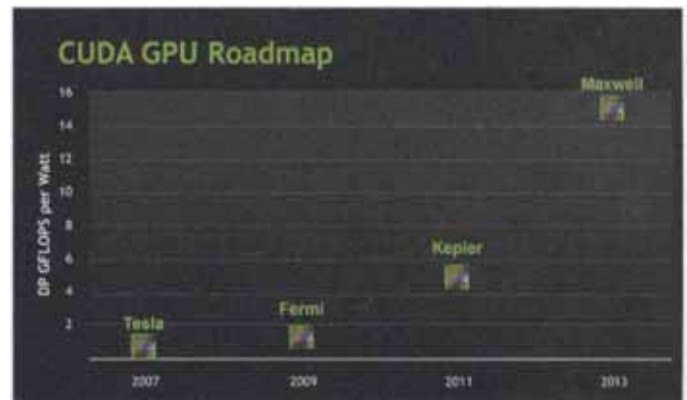 CUDA GPU Roadmap
16
14
12
10
8
6
4
2
DP GFLOPS per Watt
Tesla
Fermi
Kepler
Maxwell
2007
2009
2011
2013